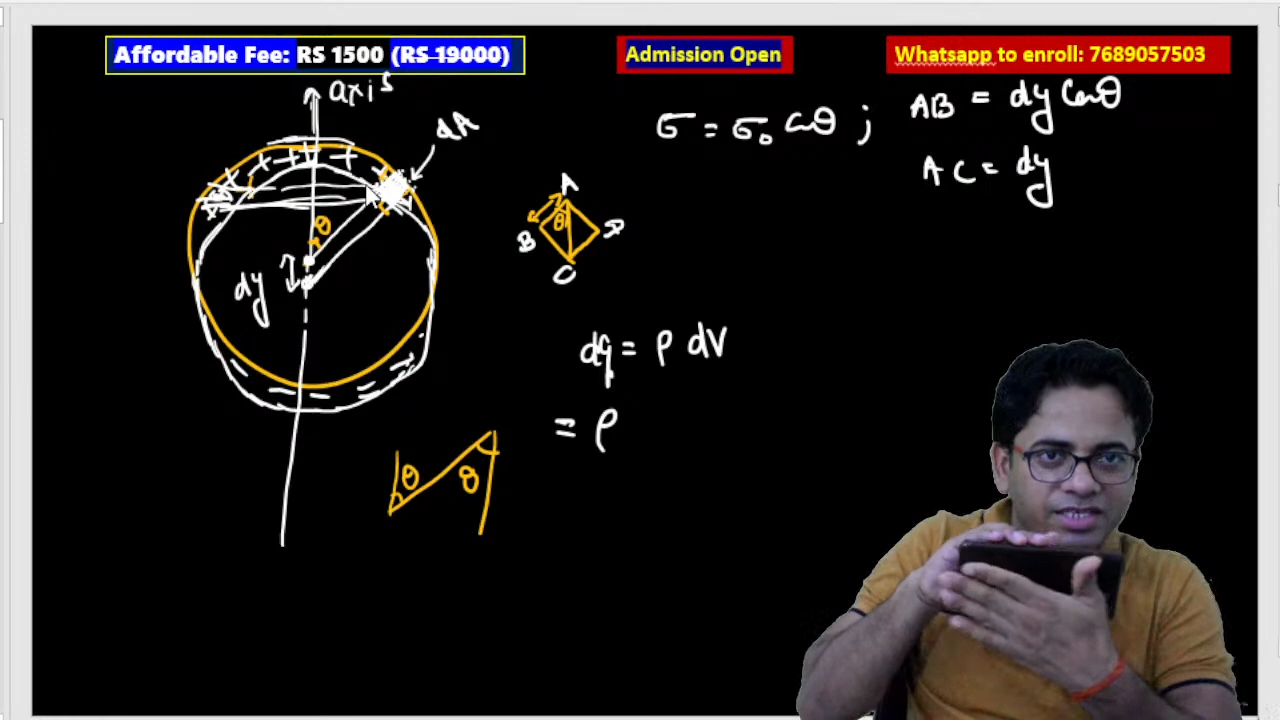 Affordable Fee: RS 1500 (RS 19000)
Admission Open
Whatsapp to enroll: 7689057503
axis
dA
σ = σ₀ Cosθ ;
AB = dy Cosθ
AC = dy
+ + + + +
θ
dy
A
θ
B
C
dq = ρ dV
= ρ
θ
θ